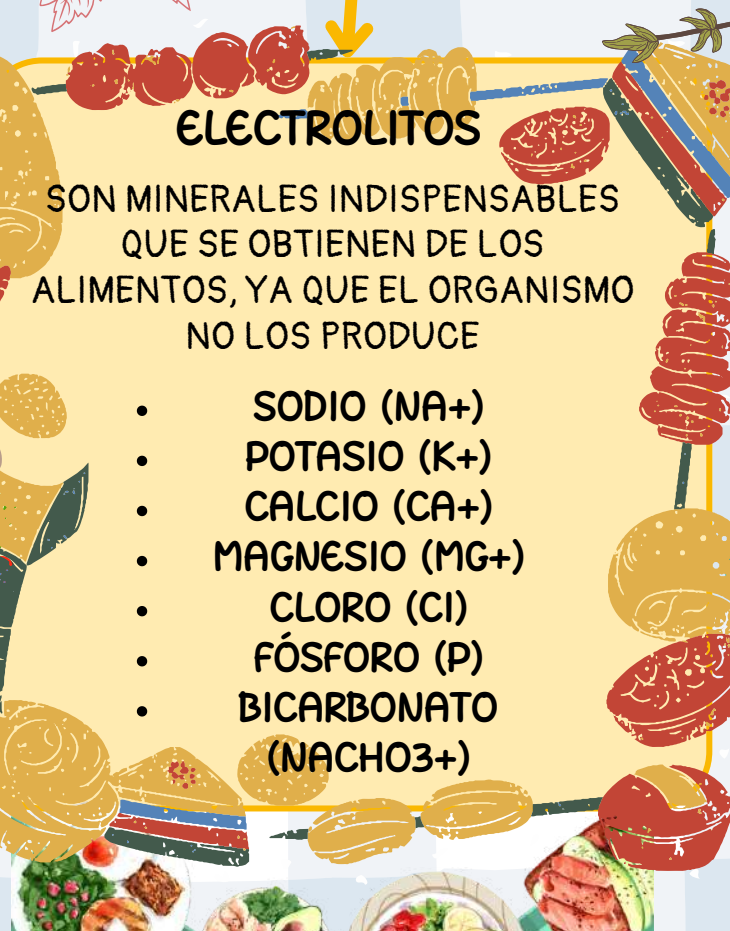 ELECTROLITOS
SON MINERALES INDISPENSABLES
QUE SE OBTIENEN DE LOS
ALIMENTOS, YA QUE EL ORGANISMO
NO LOS PRODUCE
• SODIO (NA+)
• POTASIO (K+)
• CALCIO (CA+)
• MAGNESIO (MG+)
• CLORO (Cl)
• FÓSFORO (P)
• BICARBONATO
(NACHO3+)